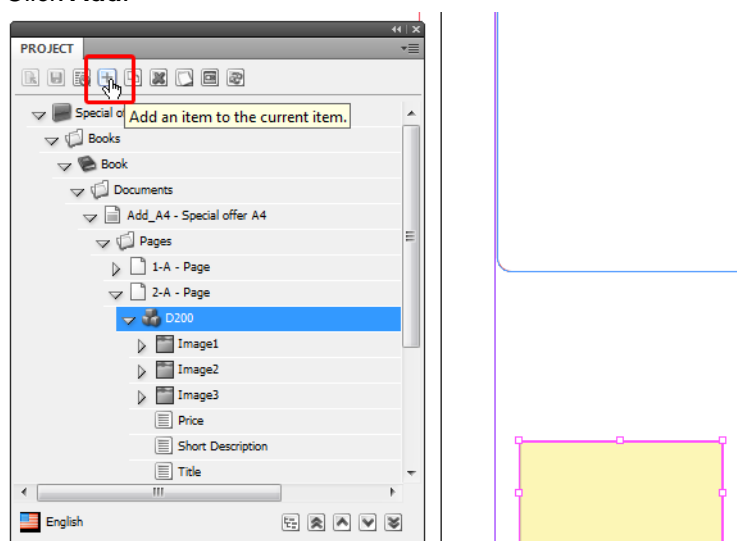 PROJECT
Special of
Add an item to the current item.
Books
Book
Documents
Add_A4 - Special offer A4
Pages
1-A - Page
2-A - Page
D200
Image1
Image2
Image3
Price
Short Description
Title
English